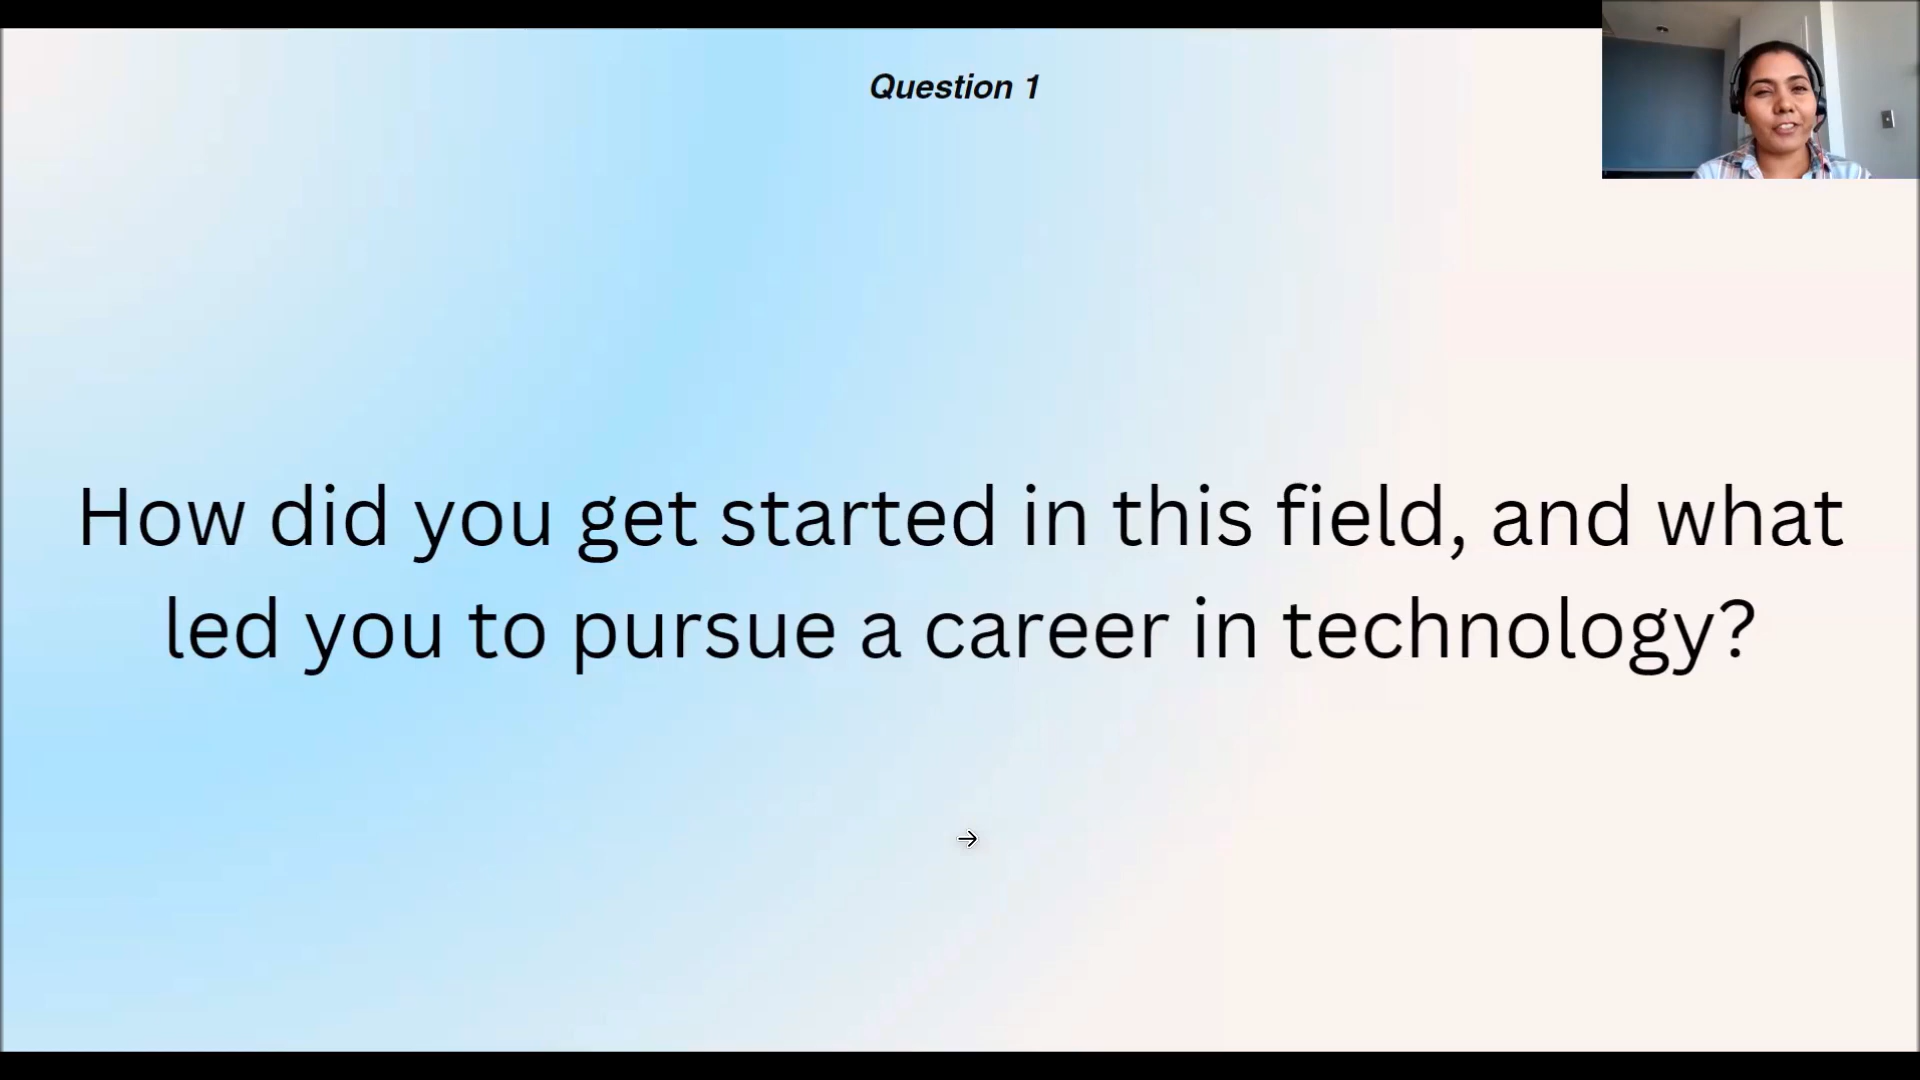 Question 1
How did you get started in this field, and what
led you to pursue a career in technology?